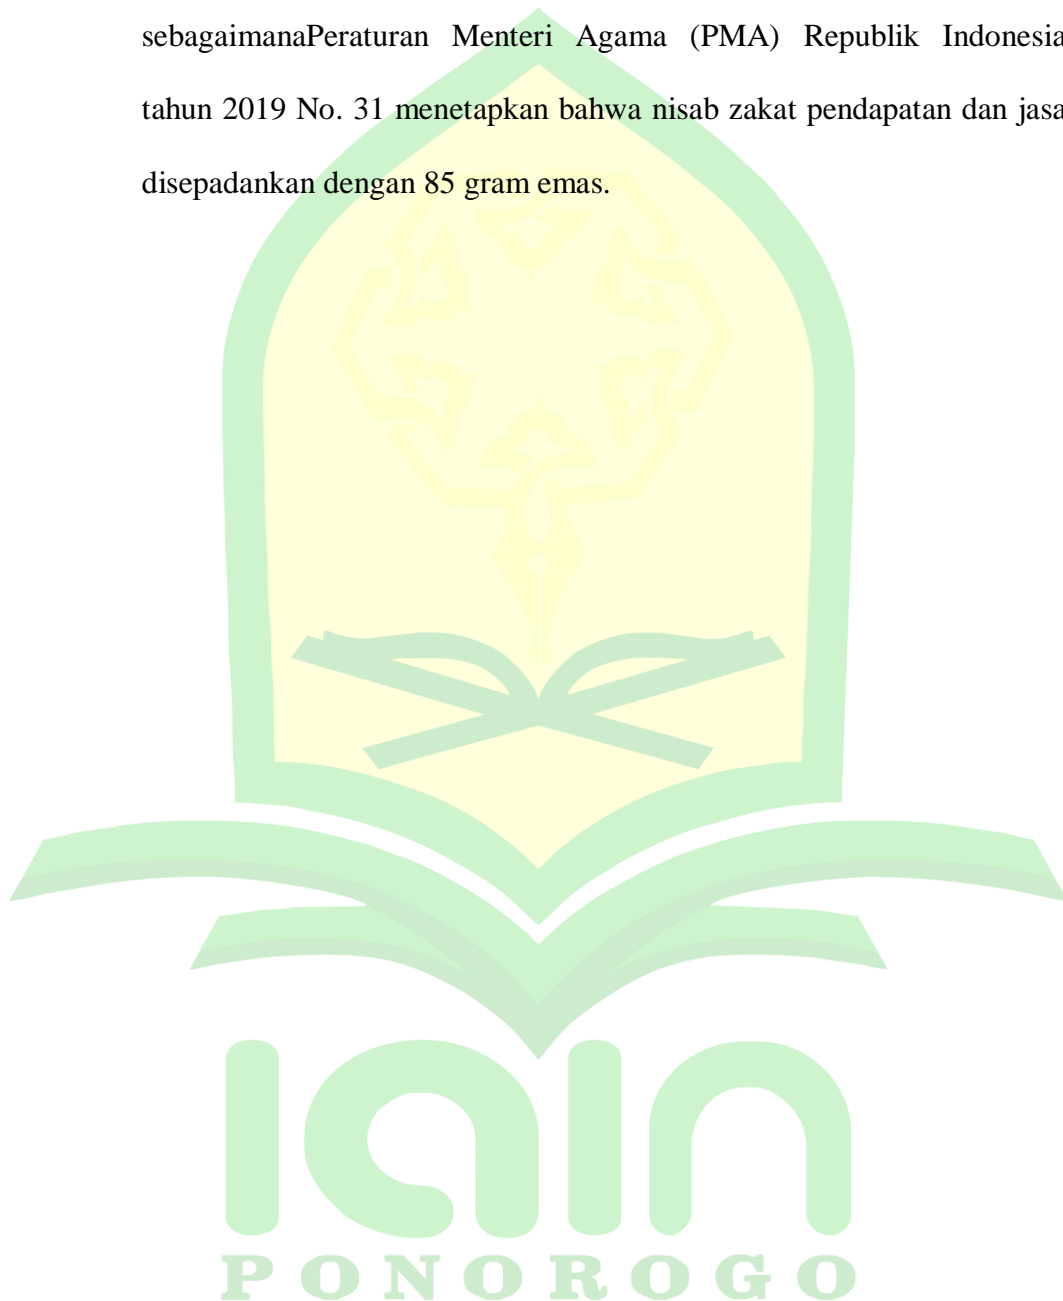 sebagaimanaPeraturan Menteri Agama (PMA) Republik Indonesia
tahun 2019 No. 31 menetapkan bahwa nisab zakat pendapatan dan jasa
disepadankan dengan 85 gram emas.
iain
PONOROGO